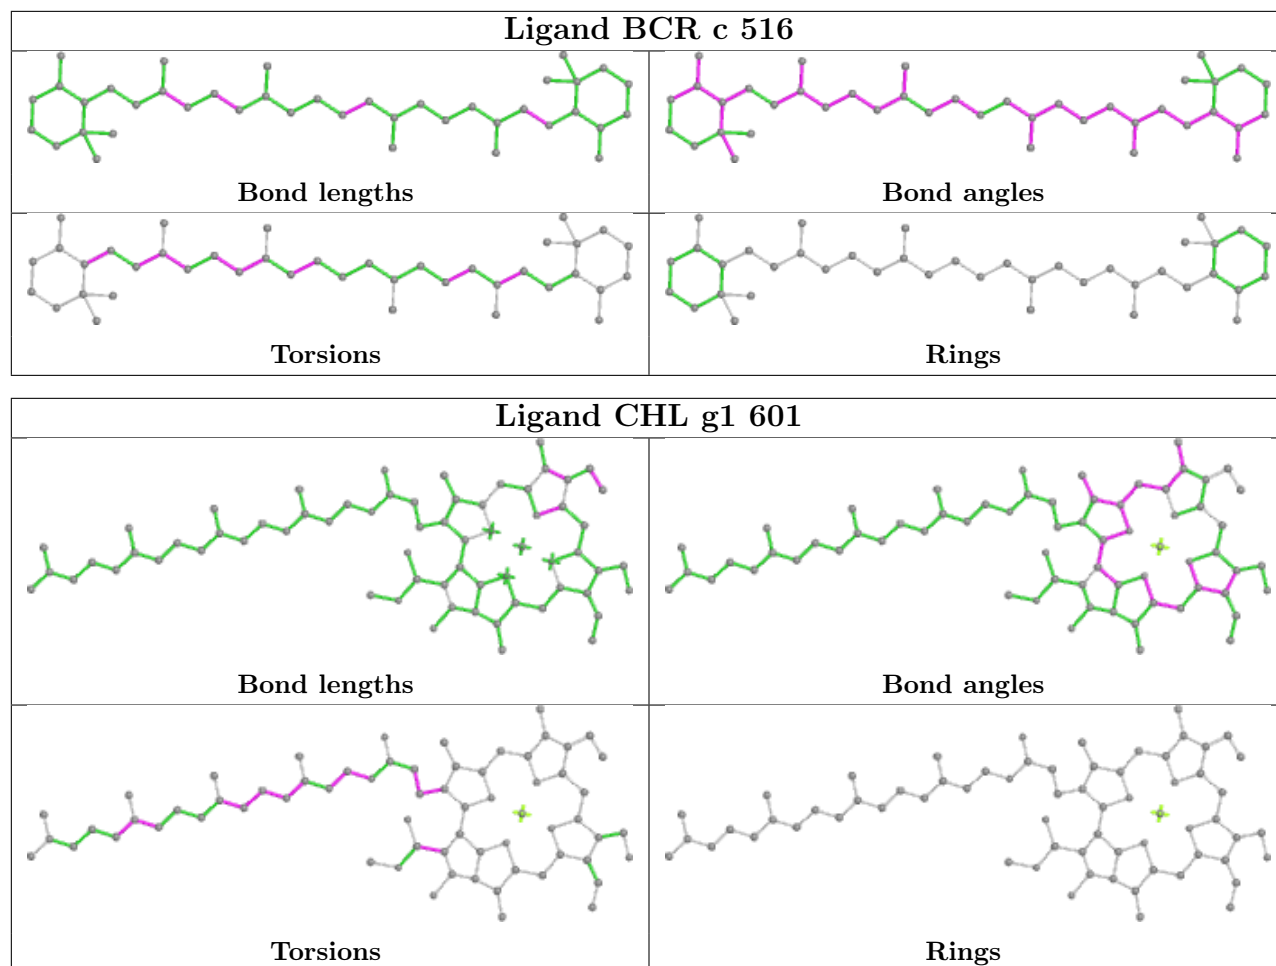 Ligand BCR c 516
Bond lengths
Bond angles
Torsions
Rings
Ligand CHL g1 601
Bond lengths
Bond angles
Torsions
Rings